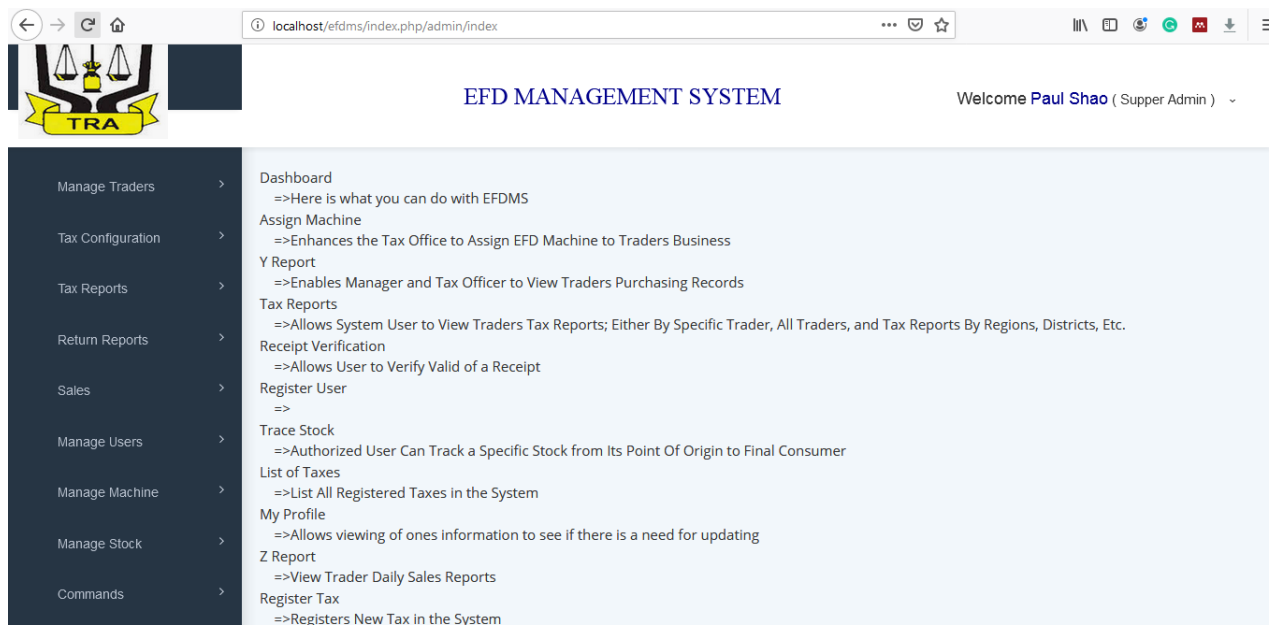 localhost/efdms/index.php/admin/index
TRA
EFD MANAGEMENT SYSTEM
Welcome Paul Shao ( Supper Admin )
Manage Traders
Tax Configuration
Tax Reports
Return Reports
Sales
Manage Users
Manage Machine
Manage Stock
Commands
Dashboard
=>Here is what you can do with EFDMS
Assign Machine
=>Enhances the Tax Office to Assign EFD Machine to Traders Business
Y Report
=>Enables Manager and Tax Officer to View Traders Purchasing Records
Tax Reports
=>Allows System User to View Traders Tax Reports; Either By Specific Trader, All Traders, and Tax Reports By Regions, Districts, Etc.
Receipt Verification
=>Allows User to Verify Valid of a Receipt
Register User
=>
Trace Stock
=>Authorized User Can Track a Specific Stock from Its Point Of Origin to Final Consumer
List of Taxes
=>List All Registered Taxes in the System
My Profile
=>Allows viewing of ones information to see if there is a need for updating
Z Report
=>View Trader Daily Sales Reports
Register Tax
=>Registers New Tax in the System